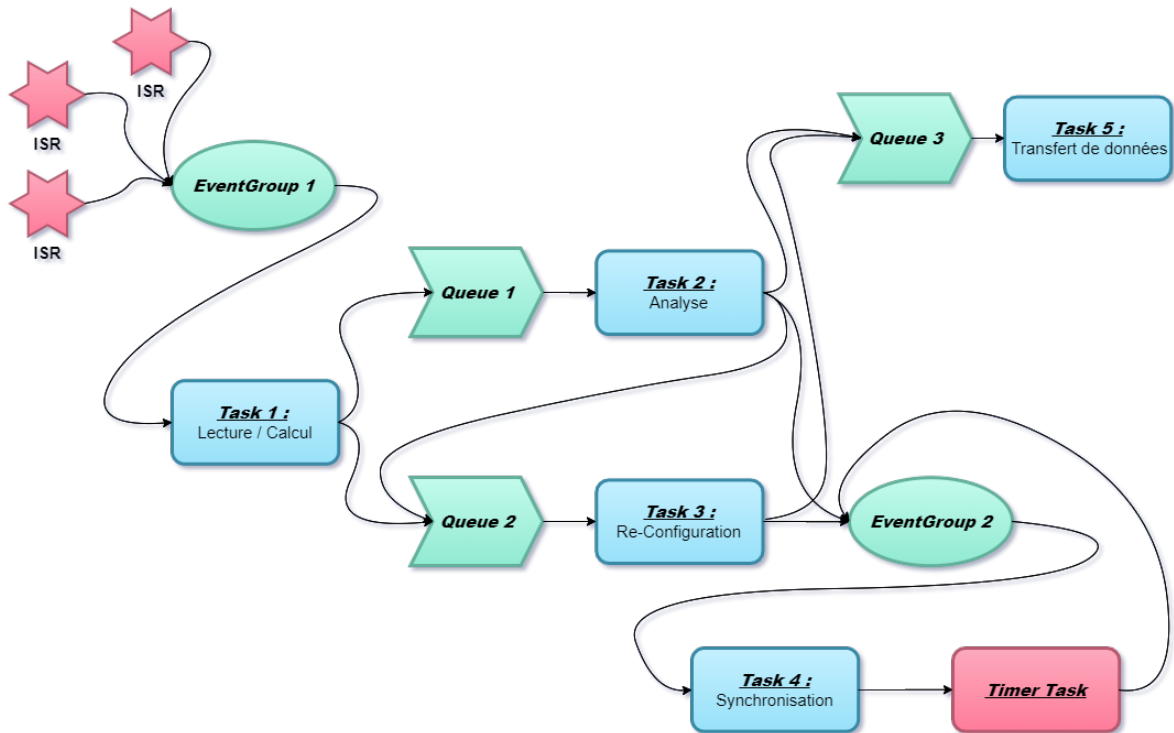 ISR
ISR
ISR
EventGroup 1
Queue 3
Task 5 :
Transfert de données
Queue 1
Task 2 :
Analyse
Task 1 :
Lecture / Calcul
Queue 2
Task 3 :
Re-Configuration
EventGroup 2
Task 4 :
Synchronisation
Timer Task